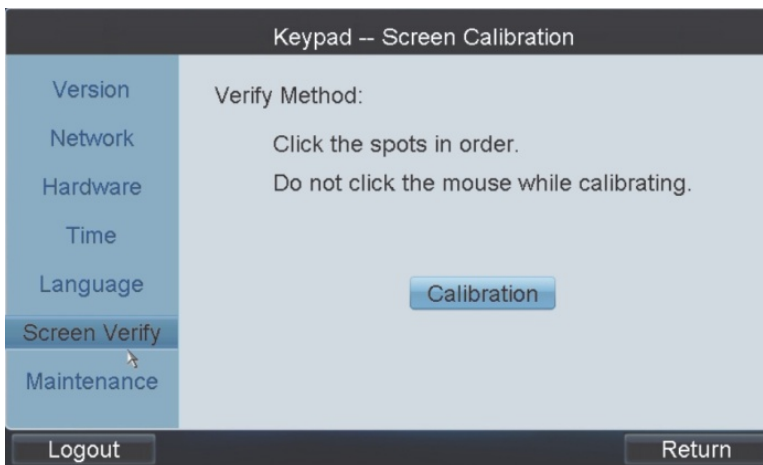 Keypad -- Screen Calibration
Version
Network
Hardware
Time
Language
Screen Verify
Maintenance
Verify Method:
Click the spots in order.
Do not click the mouse while calibrating.
Calibration
Logout
Return